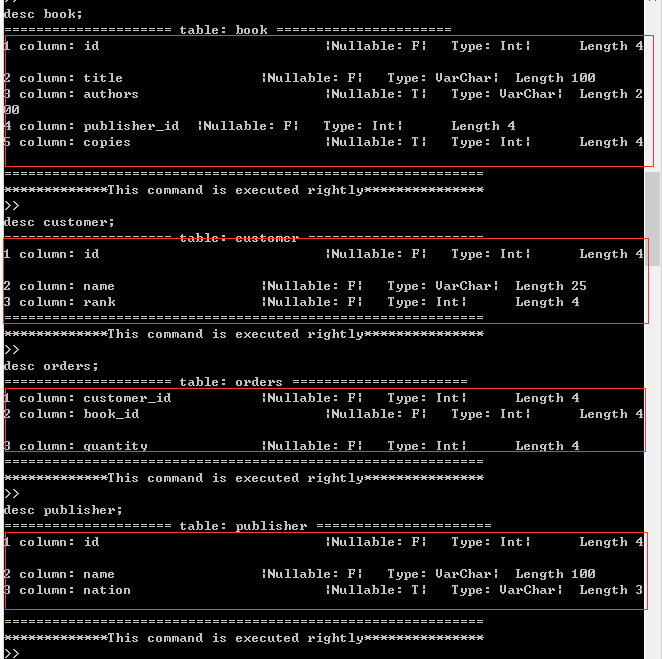 desc book;
===================== table: book ======================
1 column: id |Nullable: F| Type: Int| Length 4
2 column: title |Nullable: F| Type: VarChar| Length 100
3 column: authors |Nullable: T| Type: VarChar| Length 2
00
4 column: publisher_id |Nullable: F| Type: Int| Length 4
5 column: copies |Nullable: T| Type: Int| Length 4
============================================================
*************This command is executed rightly***************
>>
desc customer;
===================== table: customer ======================
1 column: id |Nullable: F| Type: Int| Length 4
2 column: name |Nullable: F| Type: VarChar| Length 25
3 column: rank |Nullable: F| Type: Int| Length 4
============================================================
*************This command is executed rightly***************
>>
desc orders;
===================== table: orders ======================
1 column: customer_id |Nullable: F| Type: Int| Length 4
2 column: book_id |Nullable: F| Type: Int| Length 4
3 column: quantity |Nullable: F| Type: Int| Length 4
============================================================
*************This command is executed rightly***************
>>
desc publisher;
===================== table: publisher ======================
1 column: id |Nullable: F| Type: Int| Length 4
2 column: name |Nullable: F| Type: VarChar| Length 100
3 column: nation |Nullable: T| Type: VarChar| Length 3
============================================================
*************This command is executed rightly***************
>>